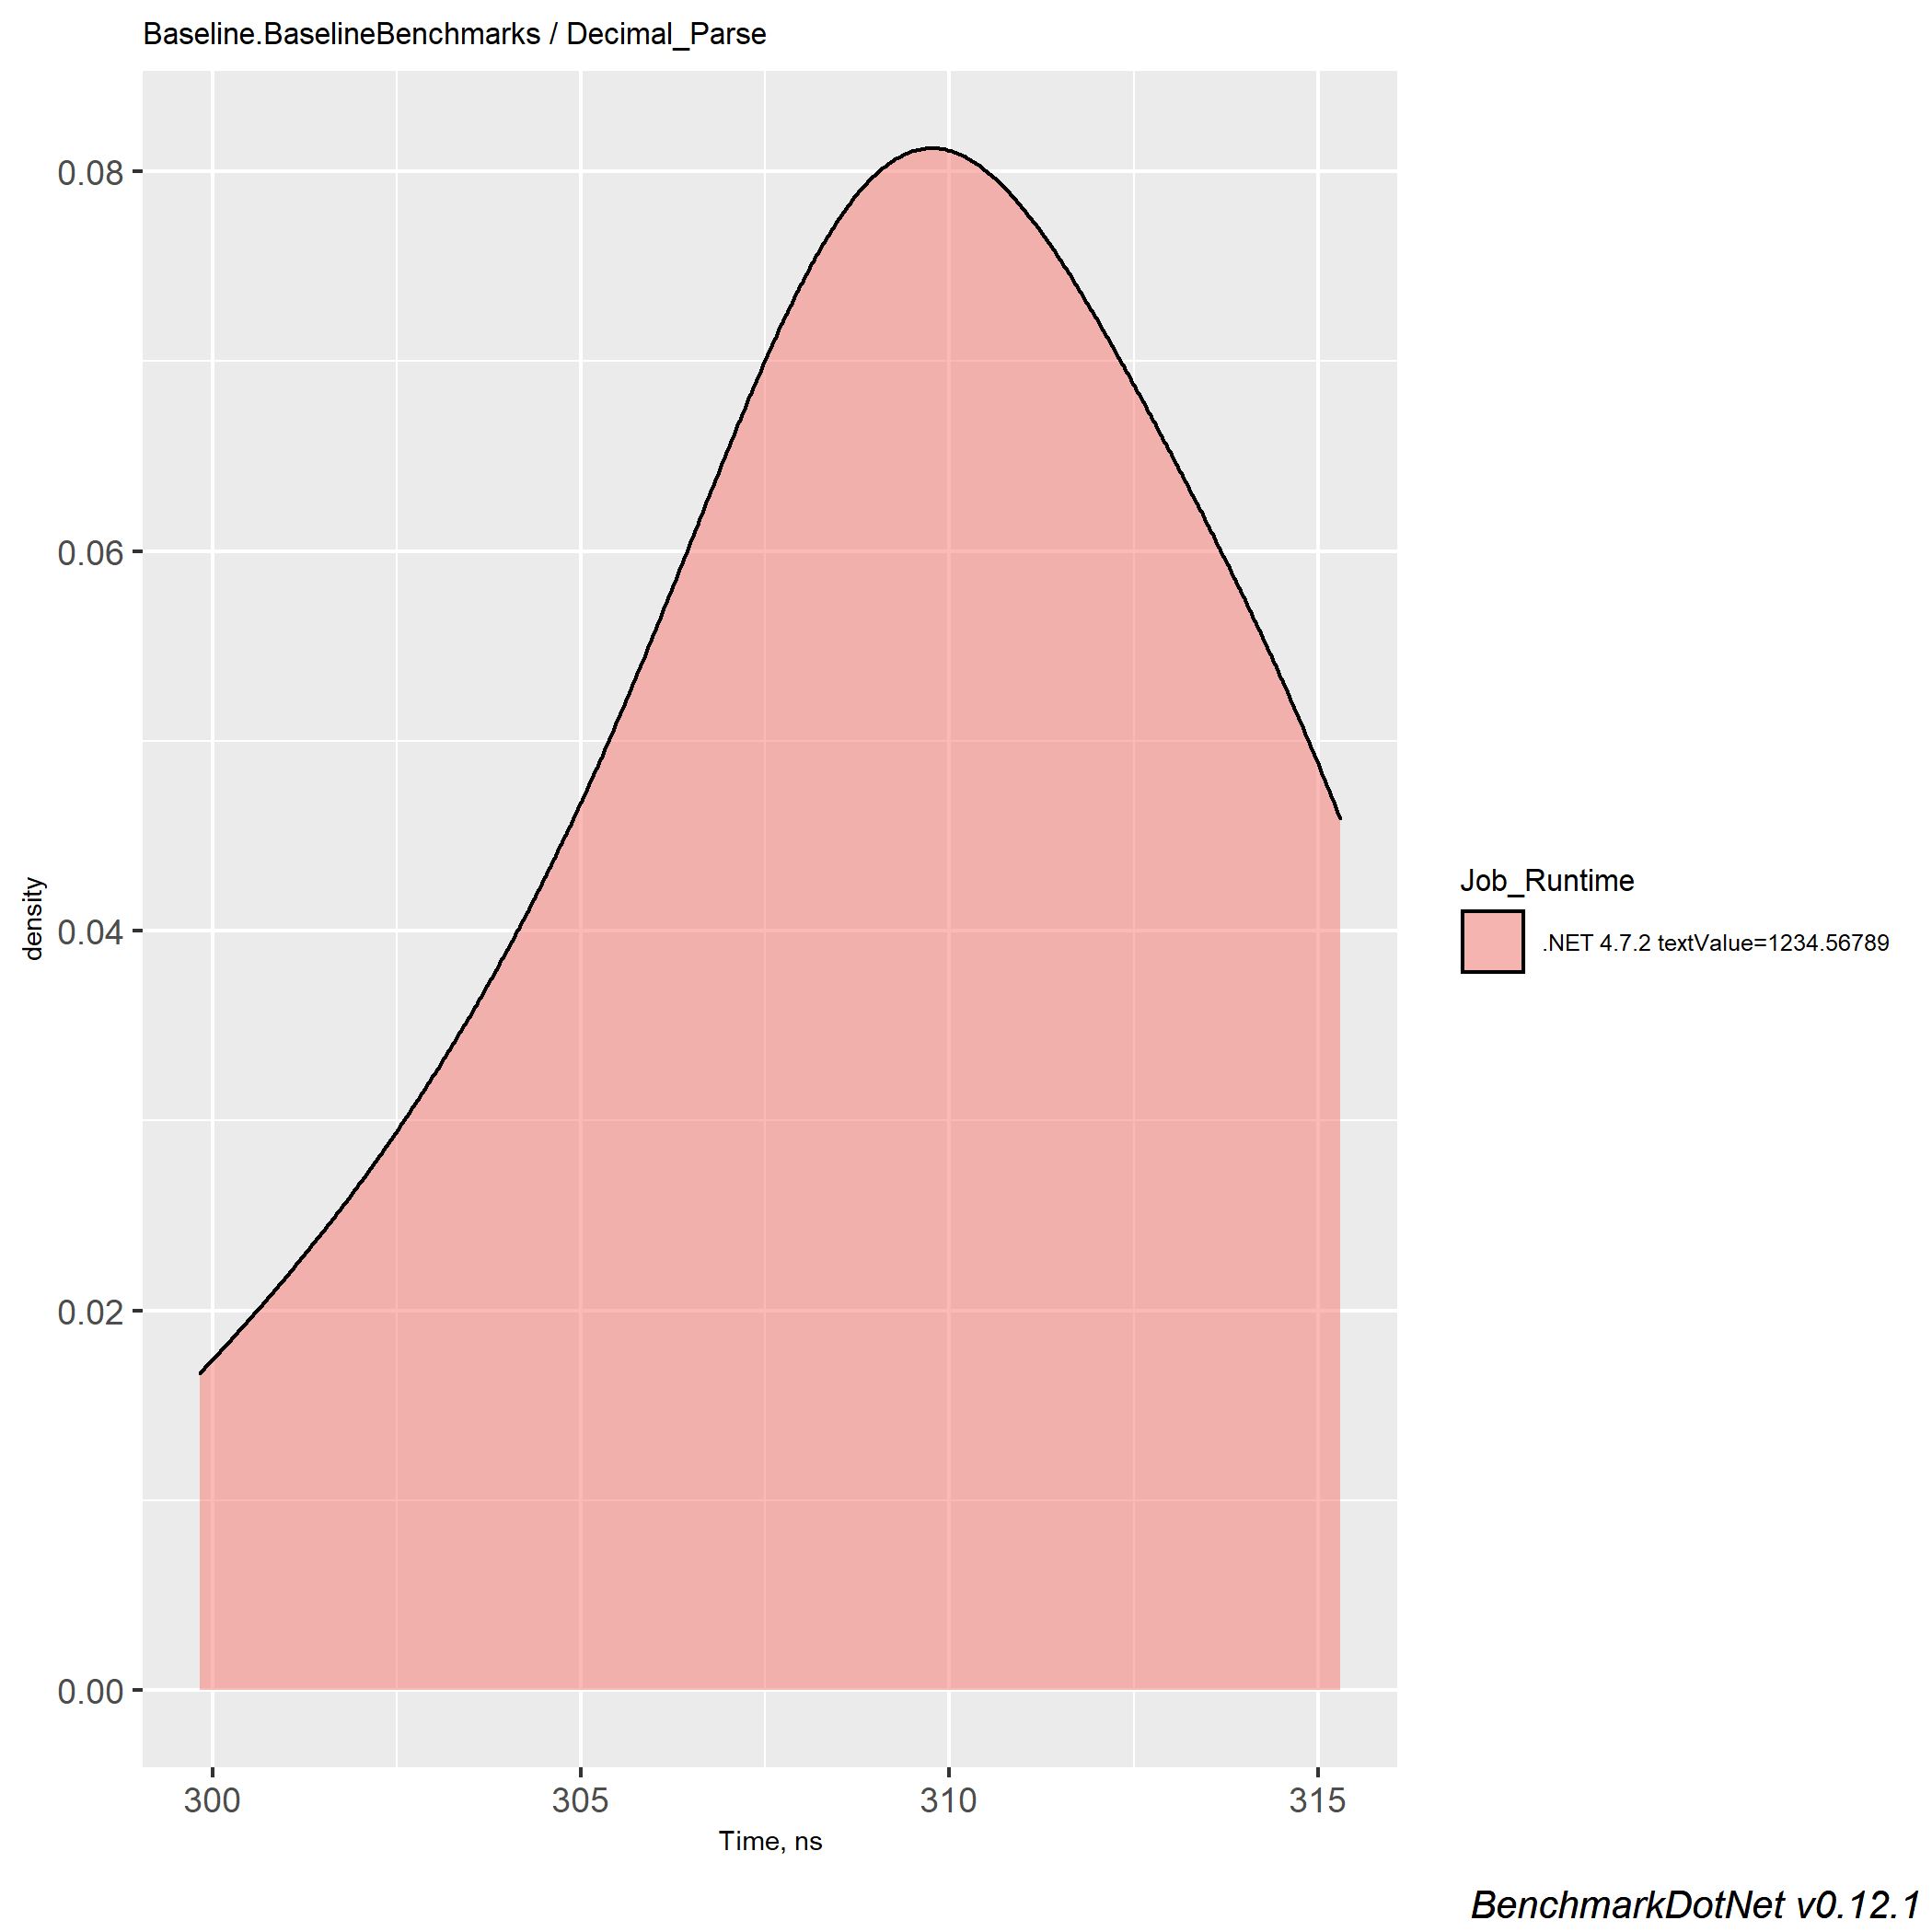 Baseline.BaselineBenchmarks / Decimal_Parse
0.08
0.06
0.04
0.02
0.00
density
300 305 310 315
Time, ns
Job_Runtime
.NET 4.7.2 textValue=1234.56789
BenchmarkDotNet v0.12.1